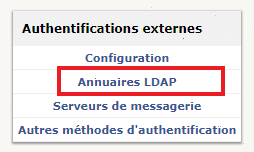 Authentifications externes
Configuration
Annuaires LDAP
Serveurs de messagerie
Autres méthodes d'authentification